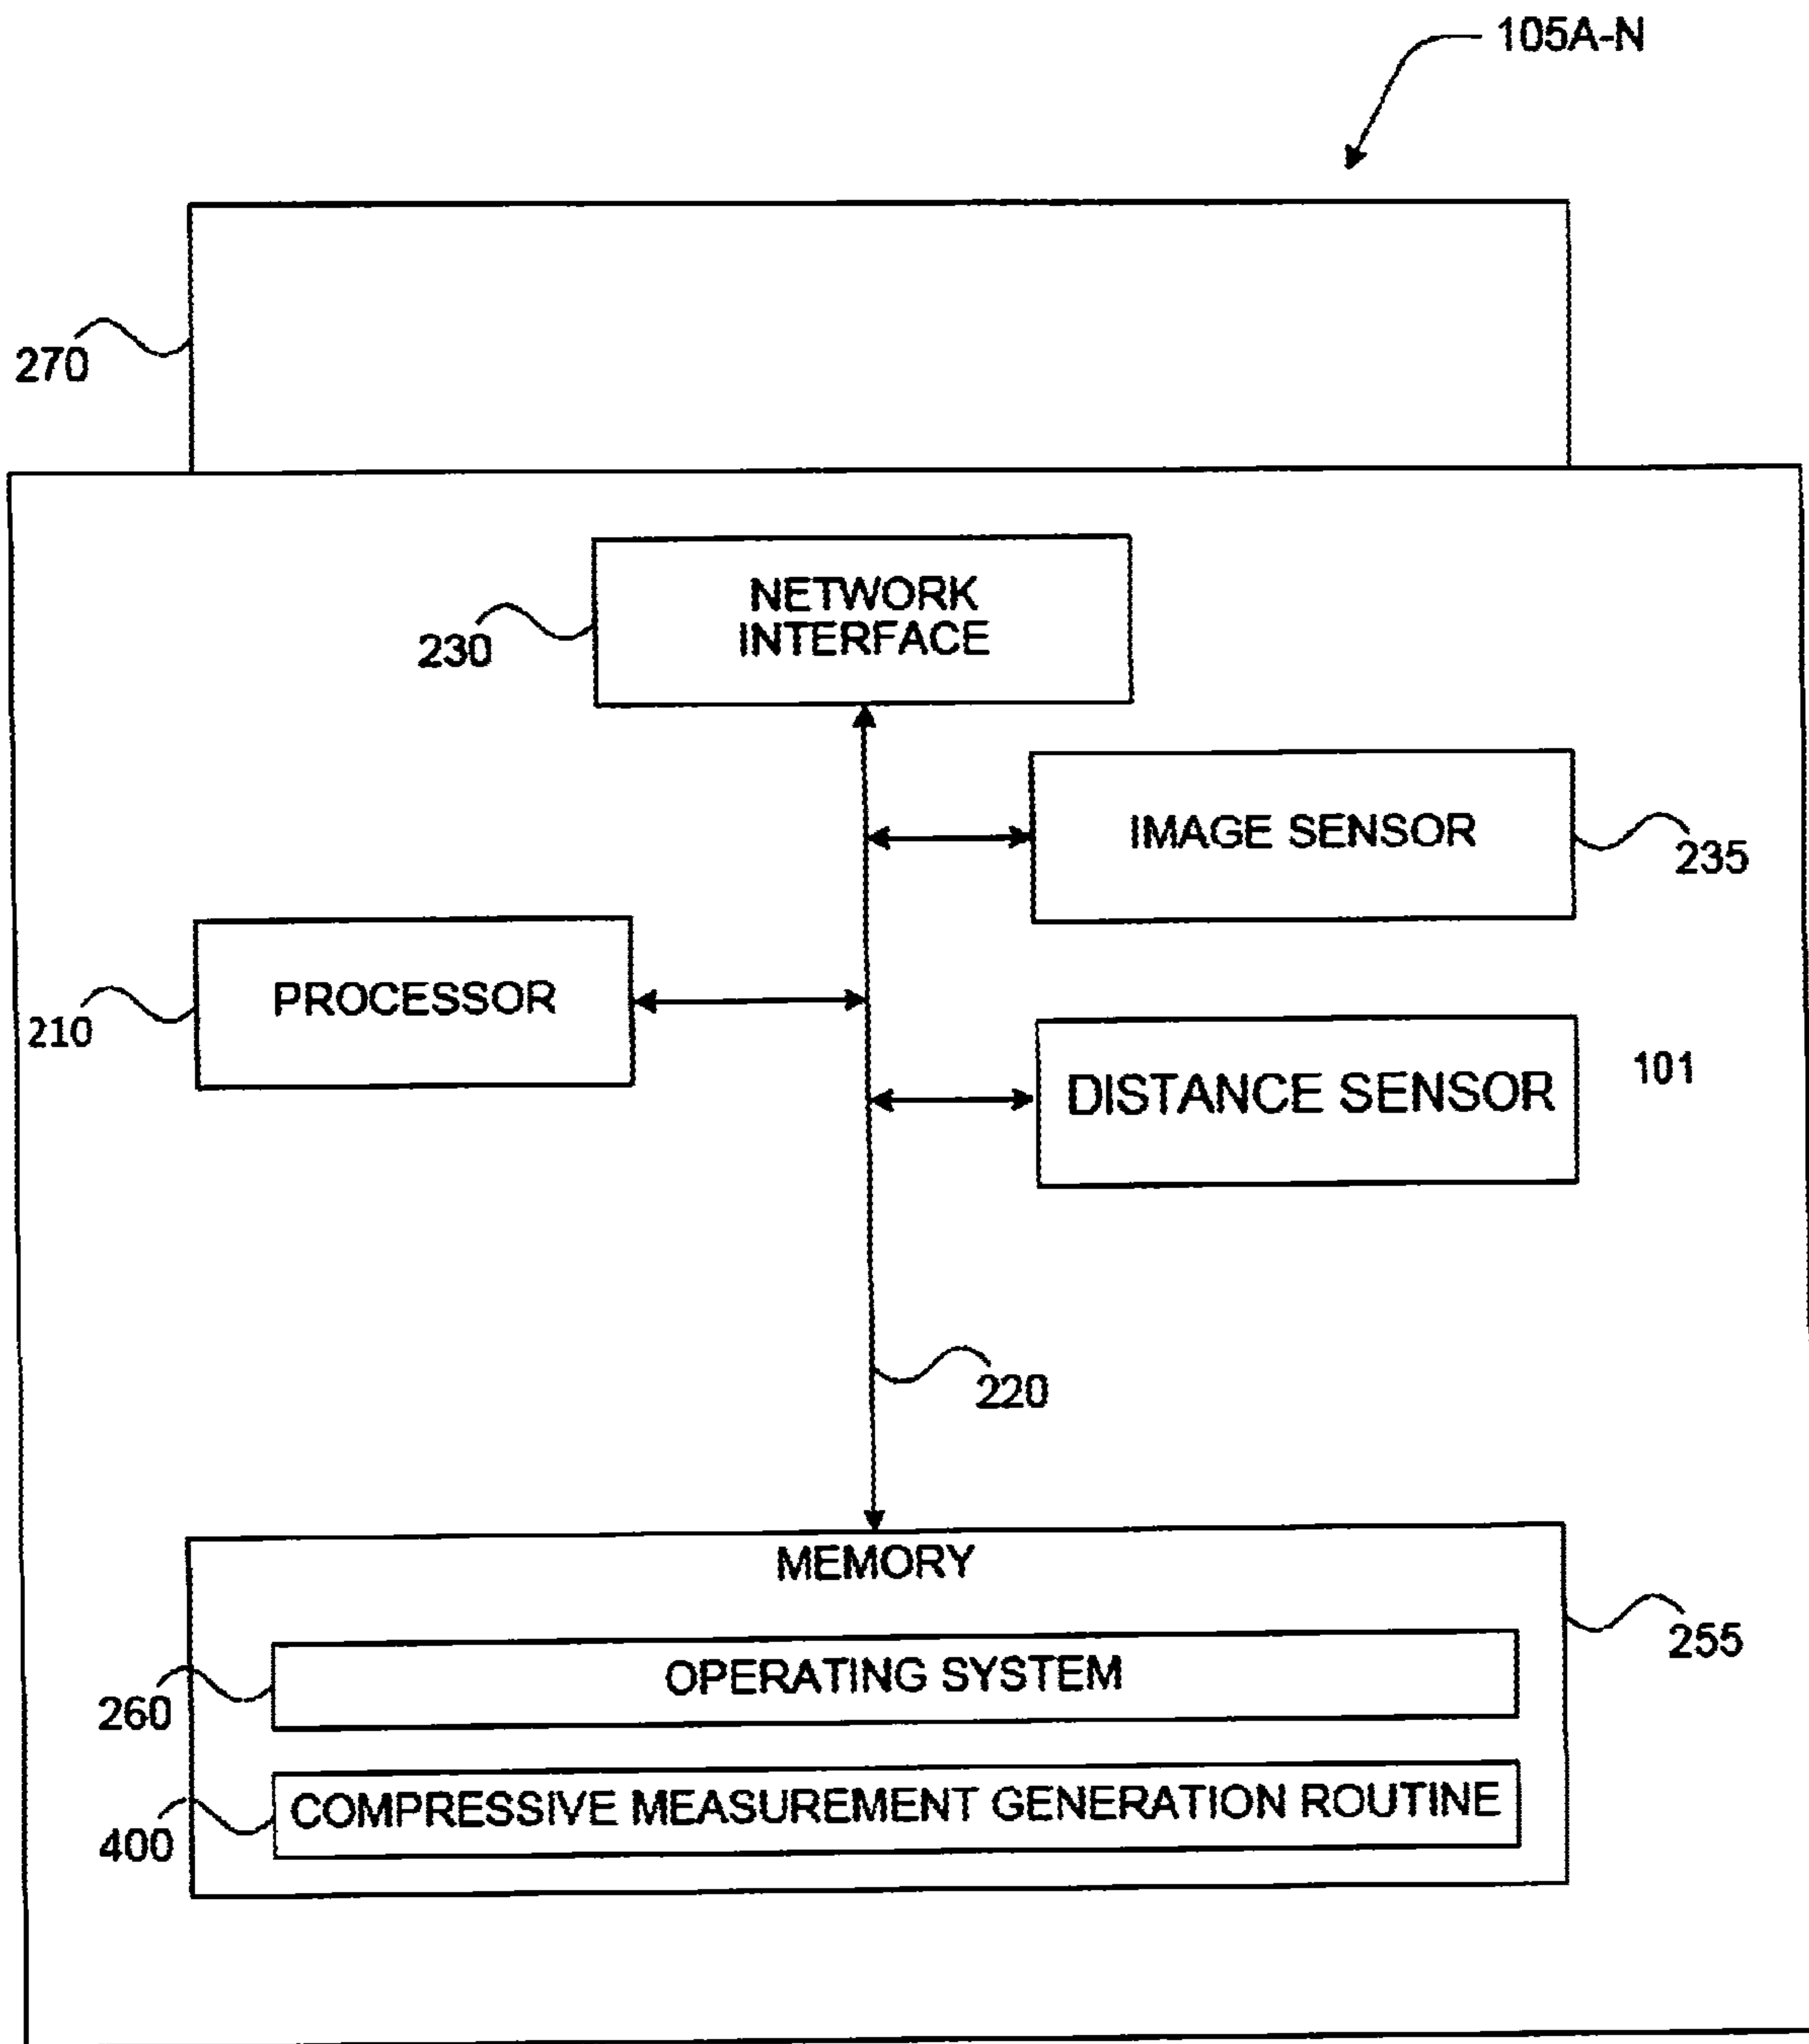 105A-N
270
NETWORK
INTERFACE
230
IMAGE SENSOR
235
PROCESSOR
210
DISTANCE SENSOR
101
220
MEMORY
255
OPERATING SYSTEM
260
COMPRESSIVE MEASUREMENT GENERATION ROUTINE
400